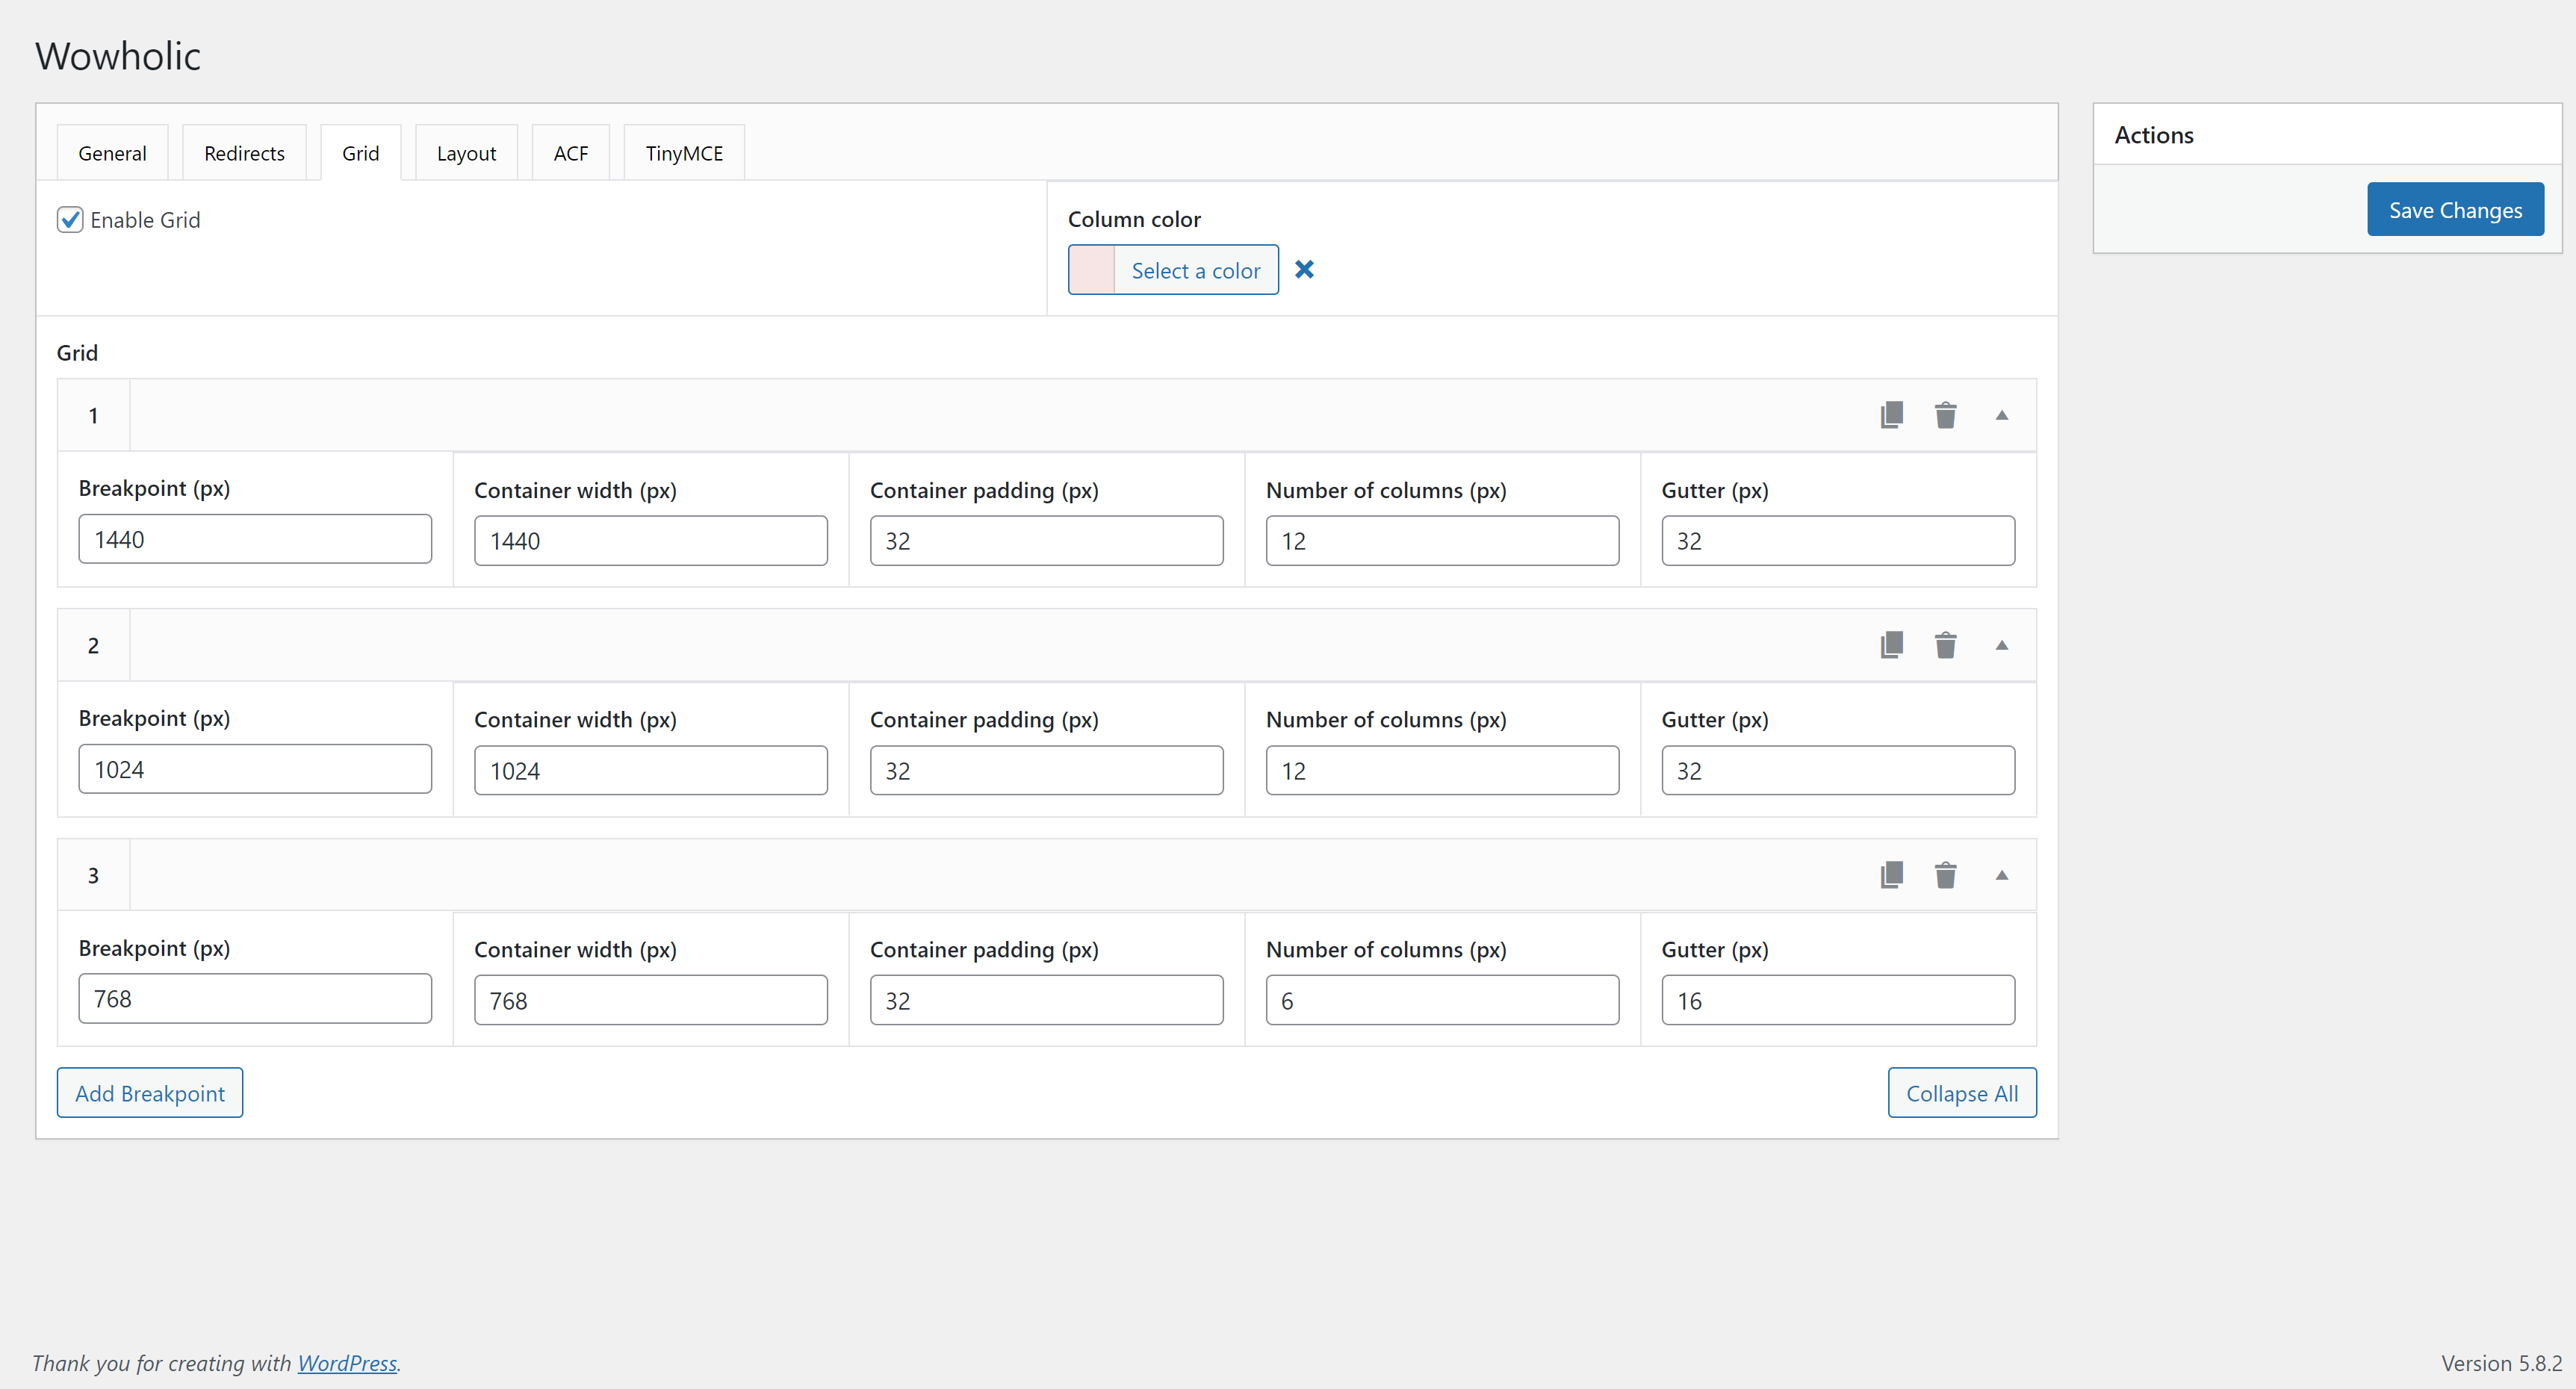 Wowholic
General Redirects Grid Layout ACF TinyMCE
Actions
Save Changes
Enable Grid
Column color
Select a color
Grid
1
Breakpoint (px) Container width (px) Container padding (px) Number of columns (px) Gutter (px)
1440 1440 32 12 32
2
Breakpoint (px) Container width (px) Container padding (px) Number of columns (px) Gutter (px)
1024 1024 32 12 32
3
Breakpoint (px) Container width (px) Container padding (px) Number of columns (px) Gutter (px)
768 768 32 6 16
Add Breakpoint Collapse All
Thank you for creating with WordPress. Version 5.8.2